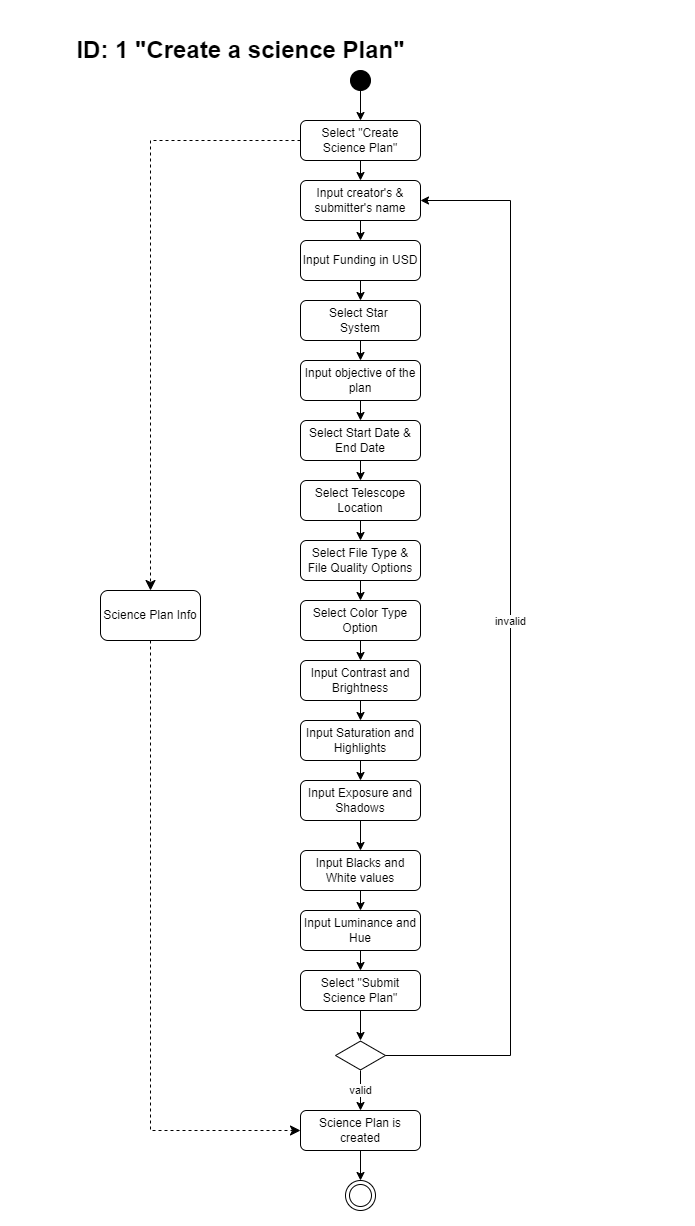 ID: 1 "Create a science Plan"
Select "Create
Science Plan"
Input creator's &
submitter's name
Input Funding in USD
Select Star
System
Input objective of the
plan
Select Start Date &
End Date
Select Telescope
Location
Select File Type &
File Quality Options
Science Plan Info
Select Color Type
Option
invalid
Input Contrast and
Brightness
Input Saturation and
Highlights
Input Exposure and
Shadows
Input Blacks and
White values
Input Luminance and
Hue
Select "Submit
Science Plan"
valid
Science Plan is
created